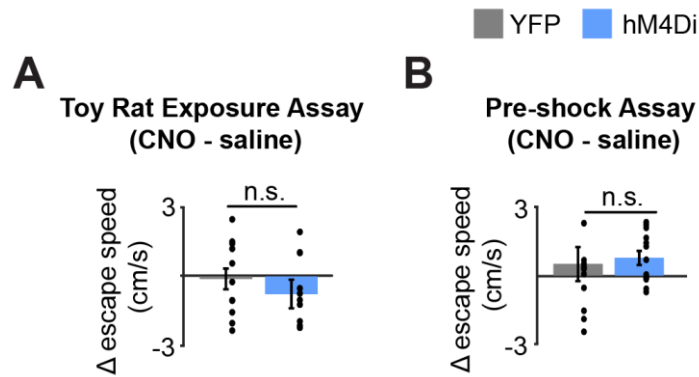 YFP hM4Di
A
Toy Rat Exposure Assay
(CNO - saline)
n.s.
3
-3
Δ escape speed
(cm/s)
B
Pre-shock Assay
(CNO - saline)
n.s.
3
-3
Δ escape speed
(cm/s)